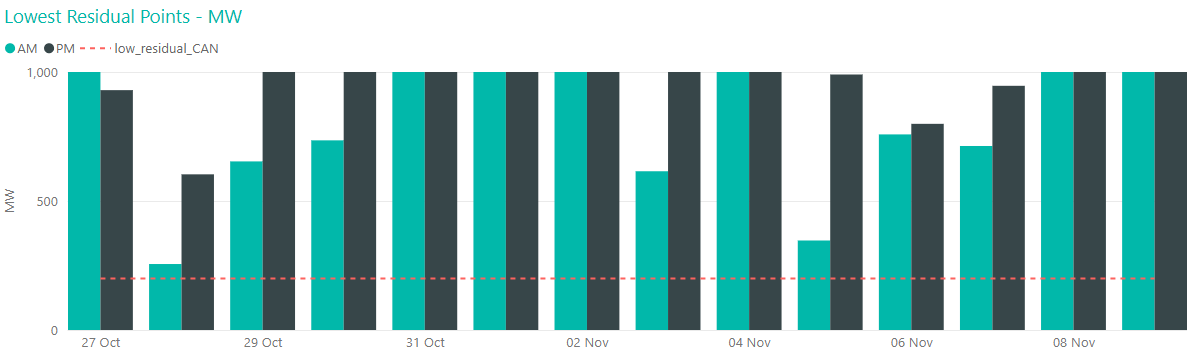 Lowest Residual Points - MW
AM PM low_residual_CAN
1,000
500
0
MW
27 Oct 29 Oct 31 Oct 02 Nov 04 Nov 06 Nov 08 Nov